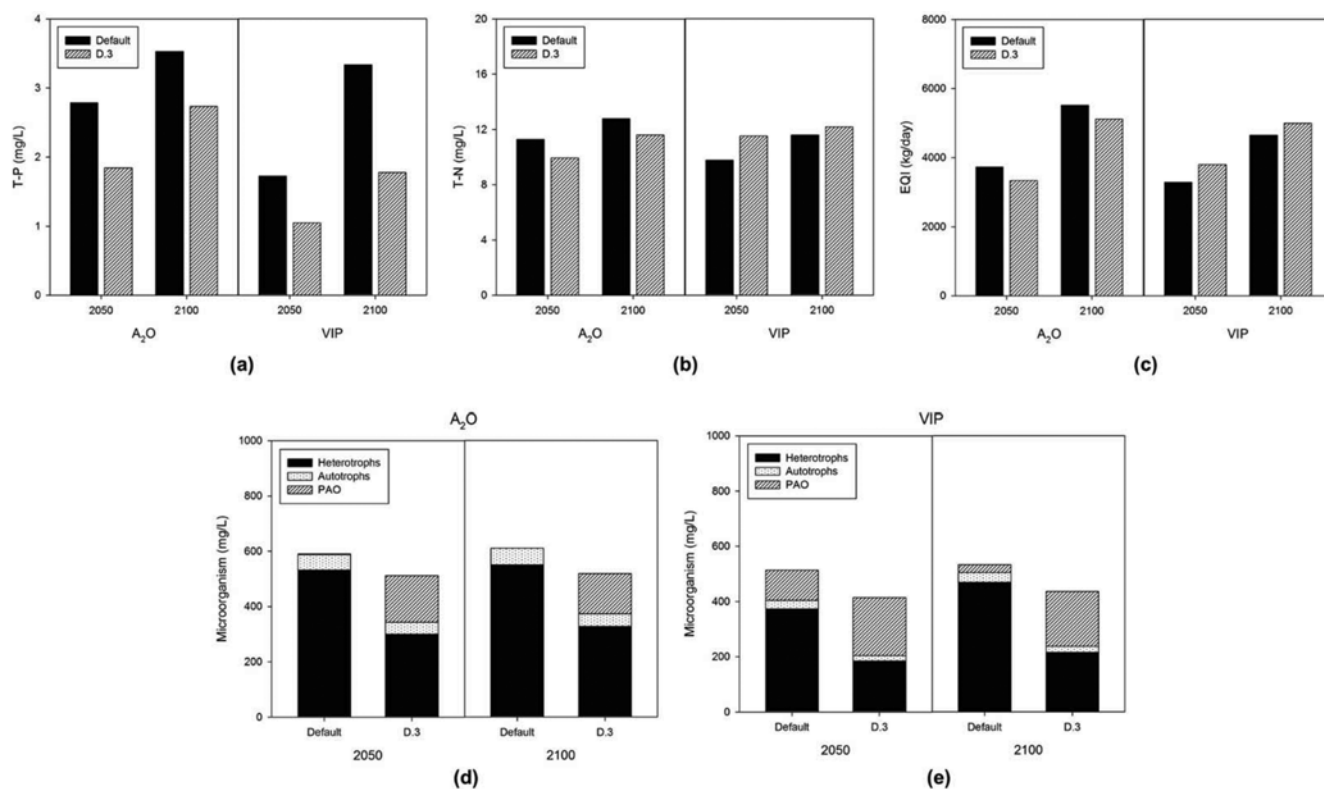 4
3
2
1
0
T-P (mg/L)
Default
D.3
2050
2100
2050
2100
A2O
VIP
(a)
20
16
12
8
4
0
T-N (mg/L)
Default
D.3
2050
2100
2050
2100
A2O
VIP
(b)
8000
6000
4000
2000
0
EQI (kg/day)
Default
D.3
2050
2100
2050
2100
A2O
VIP
(c)
A2O
1000
800
600
400
200
0
Microorganism (mg/L)
Heterotrophs
Autotrophs
PAO
Default
D.3
Default
D.3
2050
2100
(d)
VIP
1000
800
600
400
200
0
Microorganism (mg/L)
Heterotrophs
Autotrophs
PAO
Default
D.3
Default
D.3
2050
2100
(e)